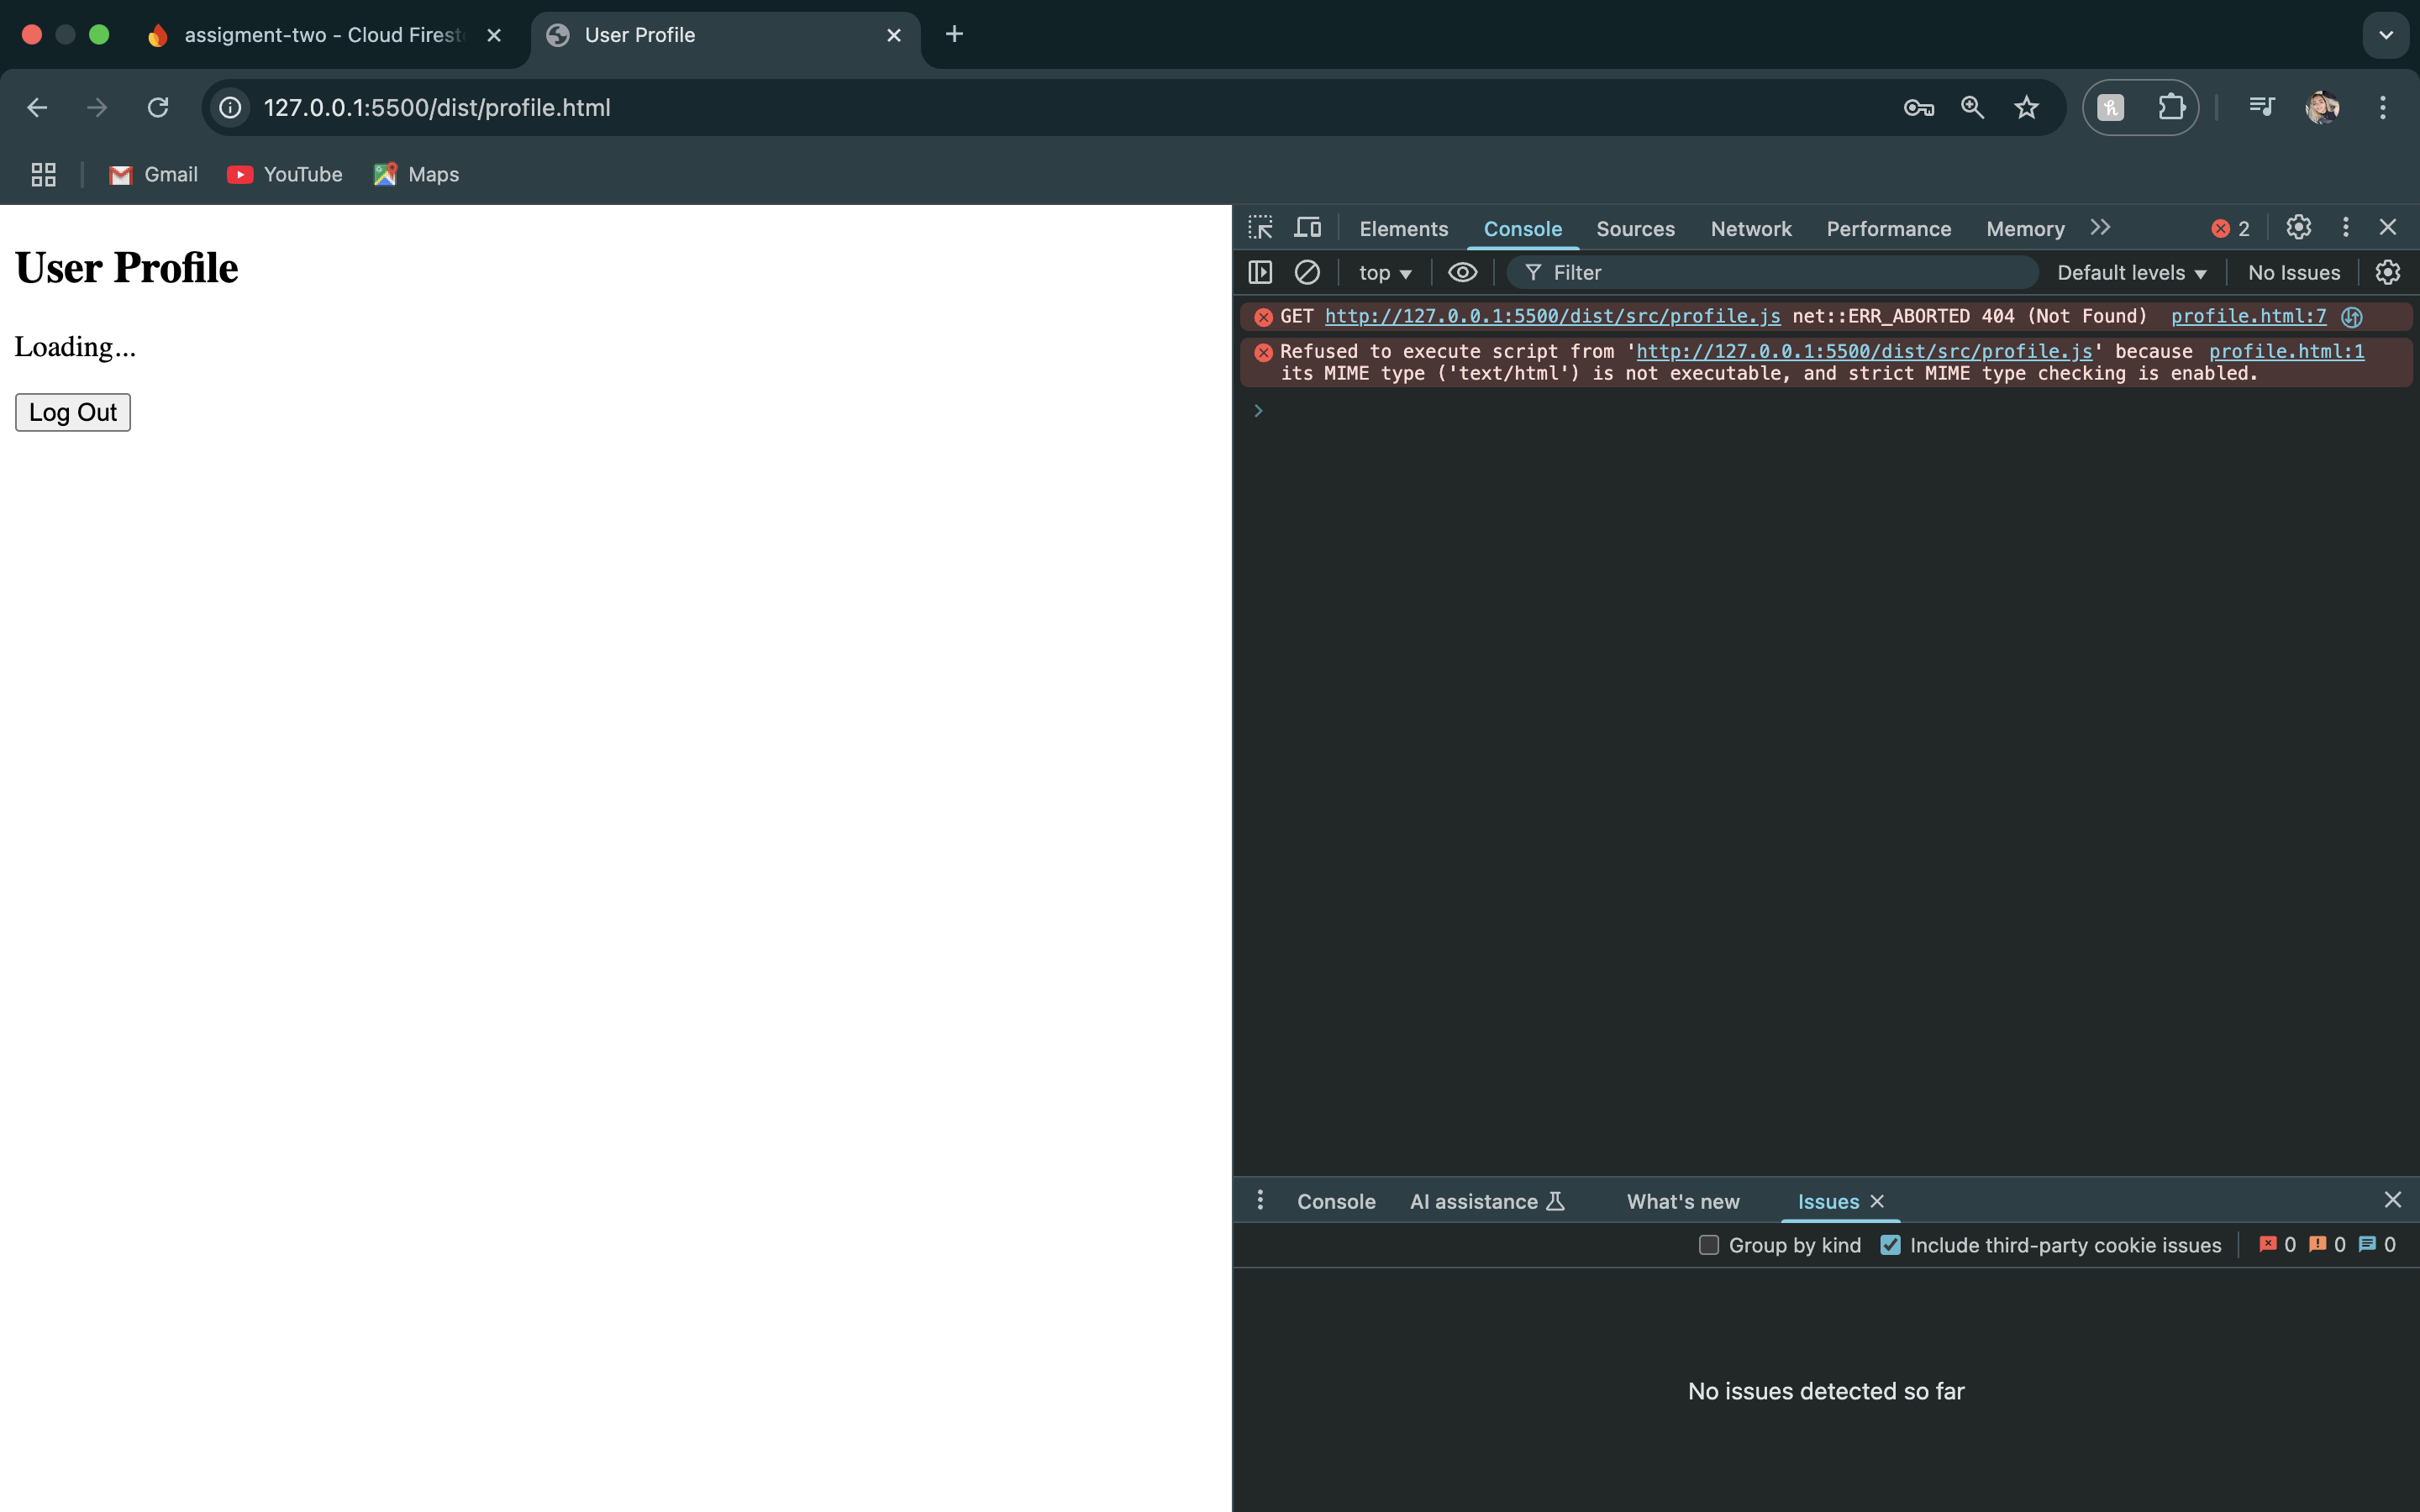 assigment-two - Cloud Firest
User Profile
127.0.0.1:5500/dist/profile.html
Gmail
YouTube
Maps
User Profile
Loading...
Log Out
Elements
Console
Sources
Network
Performance
Memory
2
top
Filter
Default levels
No Issues
GET http://127.0.0.1:5500/dist/src/profile.js net::ERR_ABORTED 404 (Not Found) profile.html:7
Refused to execute script from 'http://127.0.0.1:5500/dist/src/profile.js' because profile.html:1
its MIME type ('text/html') is not executable, and strict MIME type checking is enabled.
Console
AI assistance
What's new
Issues
Group by kind
Include third-party cookie issues
0
0
0
No issues detected so far